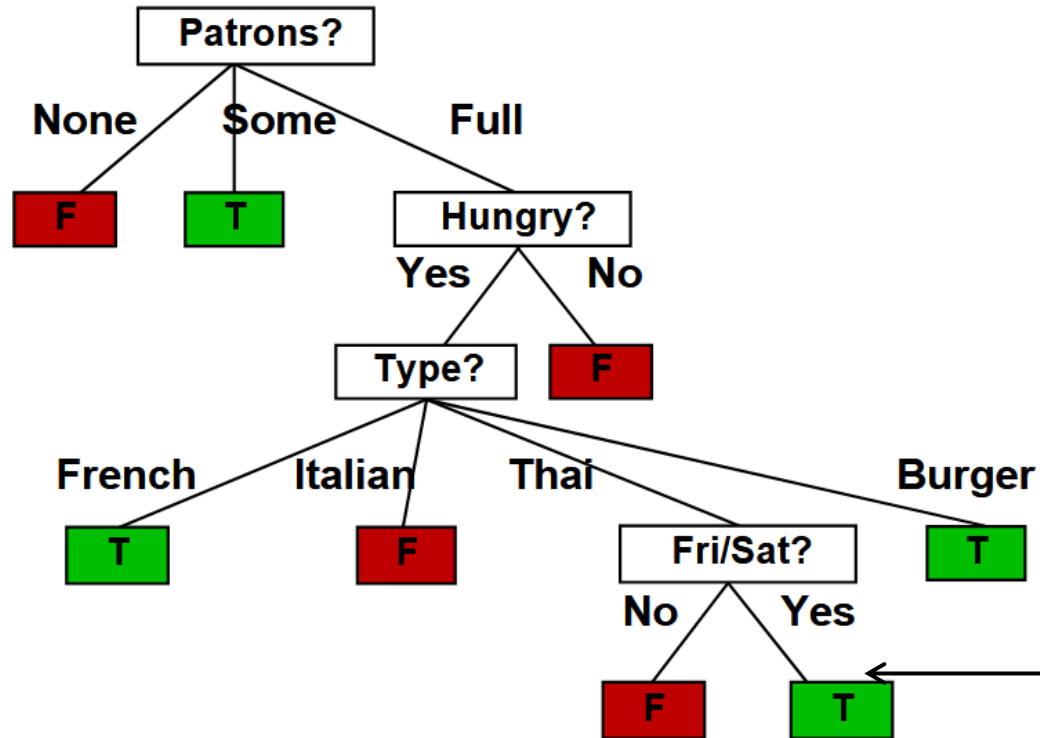 Patrons?
None Some Full
F T Hungry?
Yes No
Type? F
French Italian Thai Burger
T F Fri/Sat? T
No Yes
F T